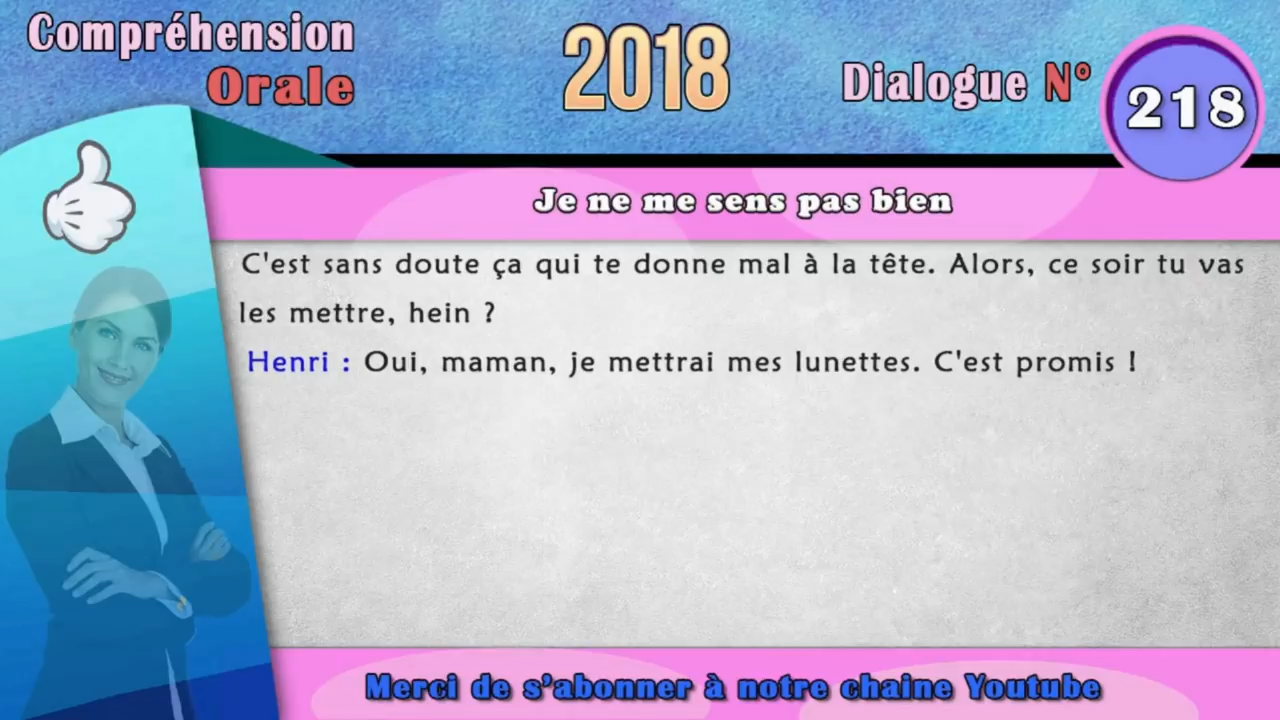 Compréhension
Orale
2018
Dialogue N°
218
Je ne me sens pas bien
C'est sans doute ça qui te donne mal à la tête. Alors, ce soir tu vas
les mettre, hein ?
Henri : Oui, maman, je mettrai mes lunettes. C'est promis !
Merci de s'abonner à notre chaine Youtube